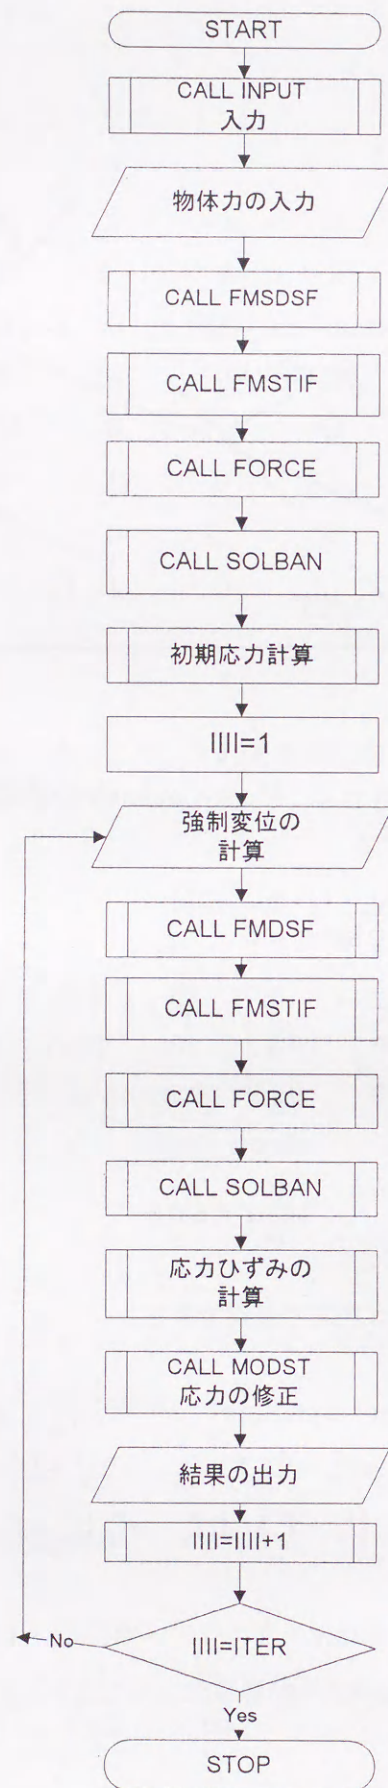 START
CALL INPUT
入力
物体力の入力
CALL FMSDSF
CALL FMSTIF
CALL FORCE
CALL SOLBAN
初期応力計算
IIII=1
強制変位の
計算
CALL FMDSF
CALL FMSTIF
CALL FORCE
CALL SOLBAN
応力ひずみの
計算
CALL MODST
応力の修正
結果の出力
IIII=IIII+1
No
IIII=ITER
Yes
STOP